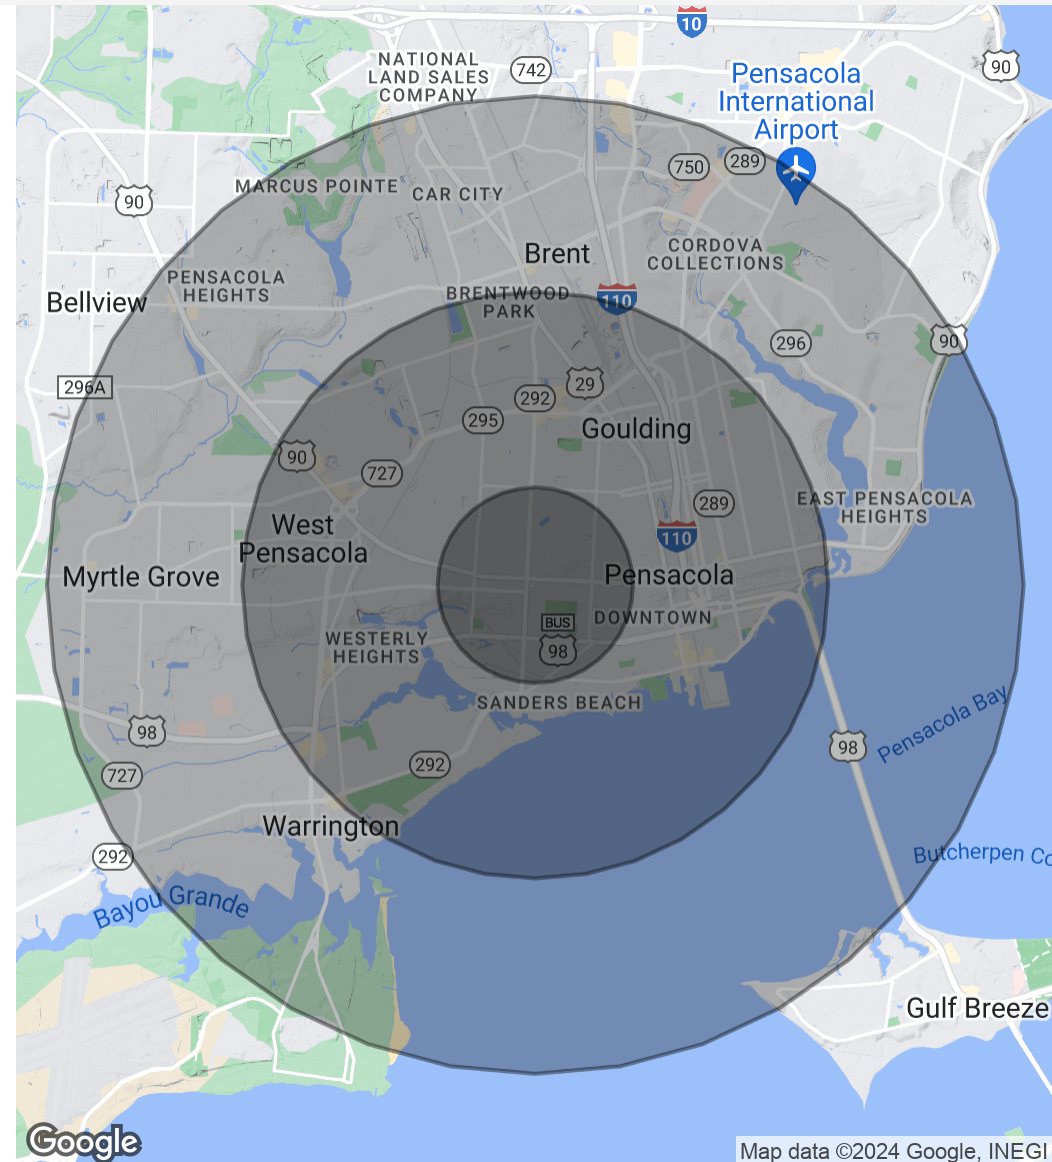 10
NATIONAL
LAND SALES
COMPANY
742
90
Pensacola
International
Airport
750
289
MARCUS POINTE
CAR CITY
90
Brent
CORDOVA
COLLECTIONS
PENSACOLA
HEIGHTS
Bellview
BRENTWOOD
PARK
110
296
90
296A
29
292
295
Goulding
90
727
289
EAST PENSACOLA
HEIGHTS
West
Pensacola
110
Myrtle Grove
Pensacola
BUS
98
DOWNTOWN
WESTERLY
HEIGHTS
SANDERS BEACH
98
98
Pensacola Bay
292
727
Warrington
292
Butcherpen Co
Bayou Grande
Gulf Breeze
Google
Map data ©2024 Google, INEGI